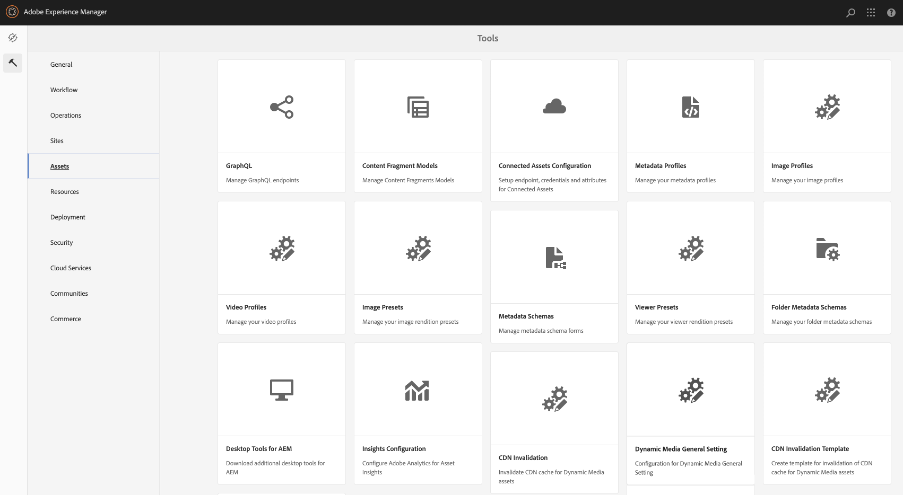 Adobe Experience Manager
Tools
General
Workflow
Operations
Sites
Assets
Resources
Deployment
Security
Cloud Services
Communities
Commerce
GraphQL
Manage GraphQL endpoints
Content Fragment Models
Manage Content Fragments Models
Connected Assets Configuration
Setup endpoint, credentials and attributes
for Connected Assets.
Metadata Profiles
Manage your metadata profiles
Image Profiles
Manage your image profiles
Video Profiles
Manage your video profiles
Image Presets
Manage your image rendition presets
Metadata Schemas
Manage metadata schema forms
Viewer Presets
Manage your viewer rendition presets
Folder Metadata Schemas
Manage your folder metadata schemas
Desktop Tools for AEM
Download additional desktop tools for
AEM
Insights Configuration
Configure Adobe Analytics for Asset
Insights
CDN Invalidation
Invalidate CDN cache for Dynamic Media
assets
Dynamic Media General Setting
Configuration for Dynamic Media General
Setting
CDN Invalidation Template
Create template for invalidation of CDN
cache for Dynamic Media assets